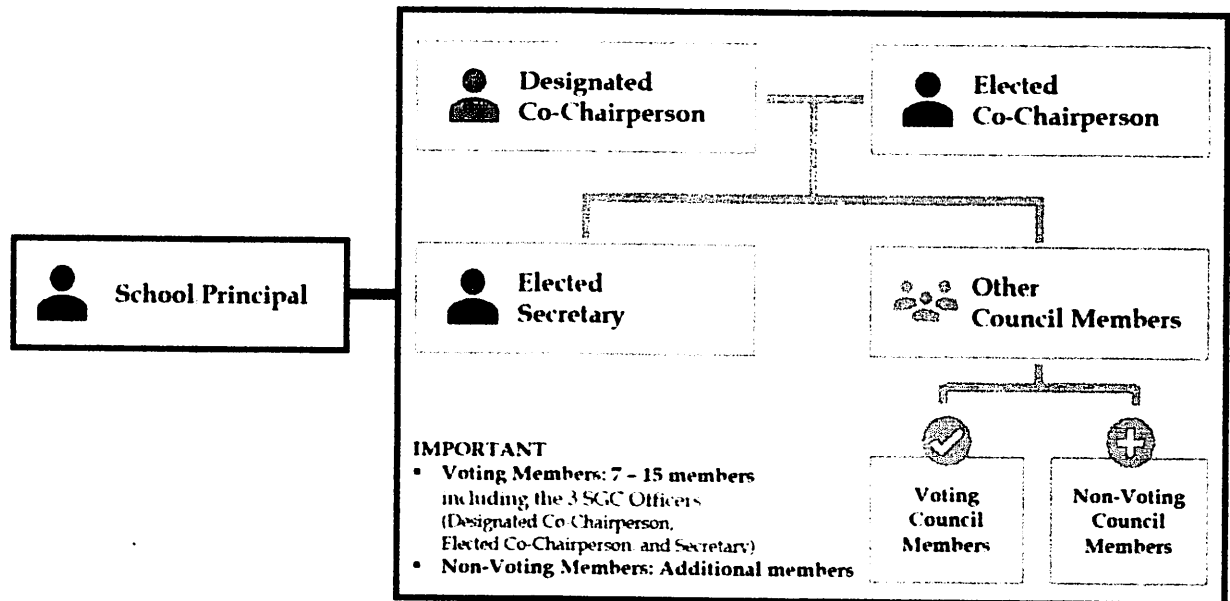 Designated
Co-Chairperson
Elected
Co-Chairperson
School Principal
Elected
Secretary
Other
Council Members
IMPORTANT
▪ Voting Members: 7 – 15 members
including the 3 SGC Officers
(Designated Co-Chairperson,
Elected Co-Chairperson and Secretary)
▪ Non-Voting Members: Additional members
Voting
Council
Members
Non-Voting
Council
Members